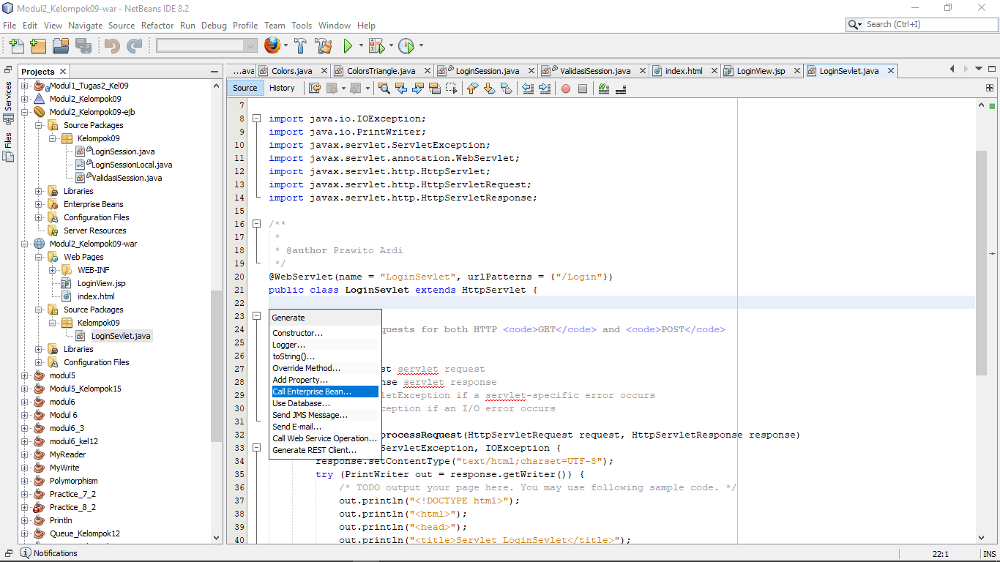 Modul2_Kelompok09-war - NetBeans IDE 8.2
File Edit View Navigate Source Refactor Run Debug Profile Team Tools Window Help
Search (Ctrl+I)
Services
Files
Projects
Modul1_Tugas2_Kel09
Modul2_Kelompok09
Modul2_Kelompok09-ejb
Source Packages
Kelompok09
LoginSession.java
LoginSessionLocal.java
ValidasiSession.java
Libraries
Enterprise Beans
Configuration Files
Server Resources
Modul2_Kelompok09-war
Web Pages
WEB-INF
LoginView.jsp
index.html
Source Packages
Kelompok09
LoginSevlet.java
Libraries
Configuration Files
modul5
Modul5_Kelompok15
modul6
Modul 6
modul6_3
modul6_kel12
MyReader
MyWrite
Polymorphism
Practice_7_2
Practice_8_2
Println
Queue_Kelompok12
...ava Colors.java ColorsTriangle.java LoginSession.java ValidasiSession.java index.html LoginView.jsp LoginSevlet.java
Source History
7
8 import java.io.IOException;
9 import java.io.PrintWriter;
10 import javax.servlet.ServletException;
11 import javax.servlet.annotation.WebServlet;
12 import javax.servlet.http.HttpServlet;
13 import javax.servlet.http.HttpServletRequest;
14 import javax.servlet.http.HttpServletResponse;
15
16 /**
17 *
18 * @author Prawito Ardi
19 */
20 @WebServlet(name = "LoginSevlet", urlPatterns = {"/Login"})
21 public class LoginSevlet extends HttpServlet {
22
23
24 quests for both HTTP <code>GET</code> and <code>POST</code>
25
26
27 st servlet request
28 nse servlet response
29 letException if a servlet-specific error occurs
30 ception if an I/O error occurs
31
32 processRequest(HttpServletRequest request, HttpServletResponse response)
33 ServletException, IOException {
34 response.setContentType("text/html;charset=UTF-8");
35 try (PrintWriter out = response.getWriter()) {
36 /* TODO output your page here. You may use following sample code. */
37 out.println("<!DOCTYPE html>");
38 out.println("<html>");
39 out.println("<head>");
40 out.println("<title>Servlet LoginSevlet</title>");
Generate
Constructor...
Logger...
toString()...
Override Method...
Add Property...
Call Enterprise Bean...
Use Database...
Send JMS Message...
Send E-mail...
Call Web Service Operation...
Generate REST Client...
Notifications
22:1 INS